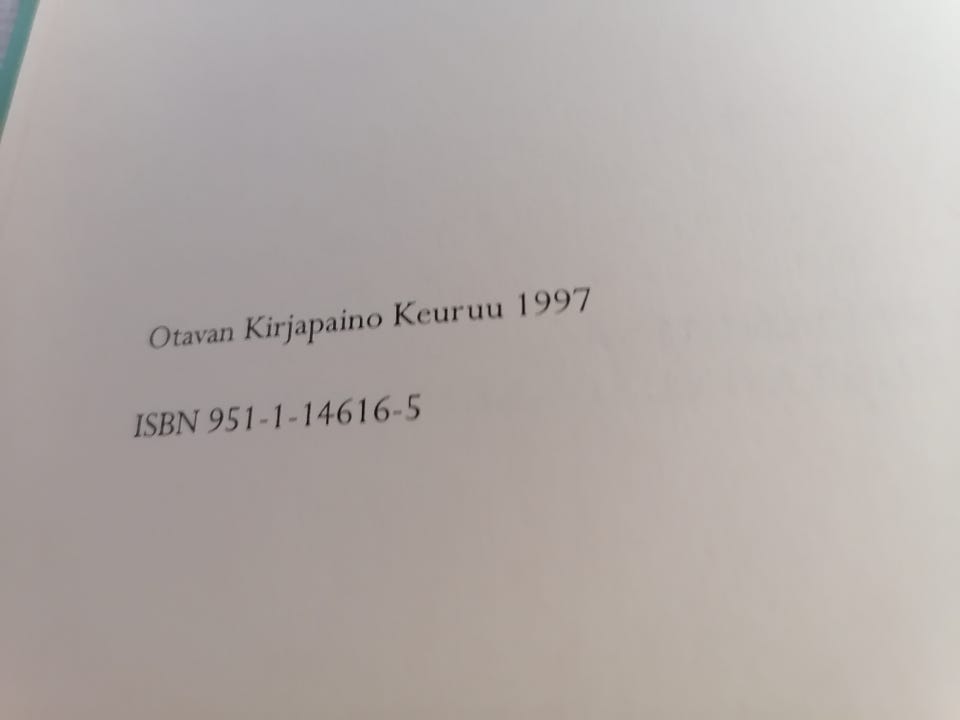 Otavan Kirjapaino Keuruu 1997
ISBN 951-1-14616-5